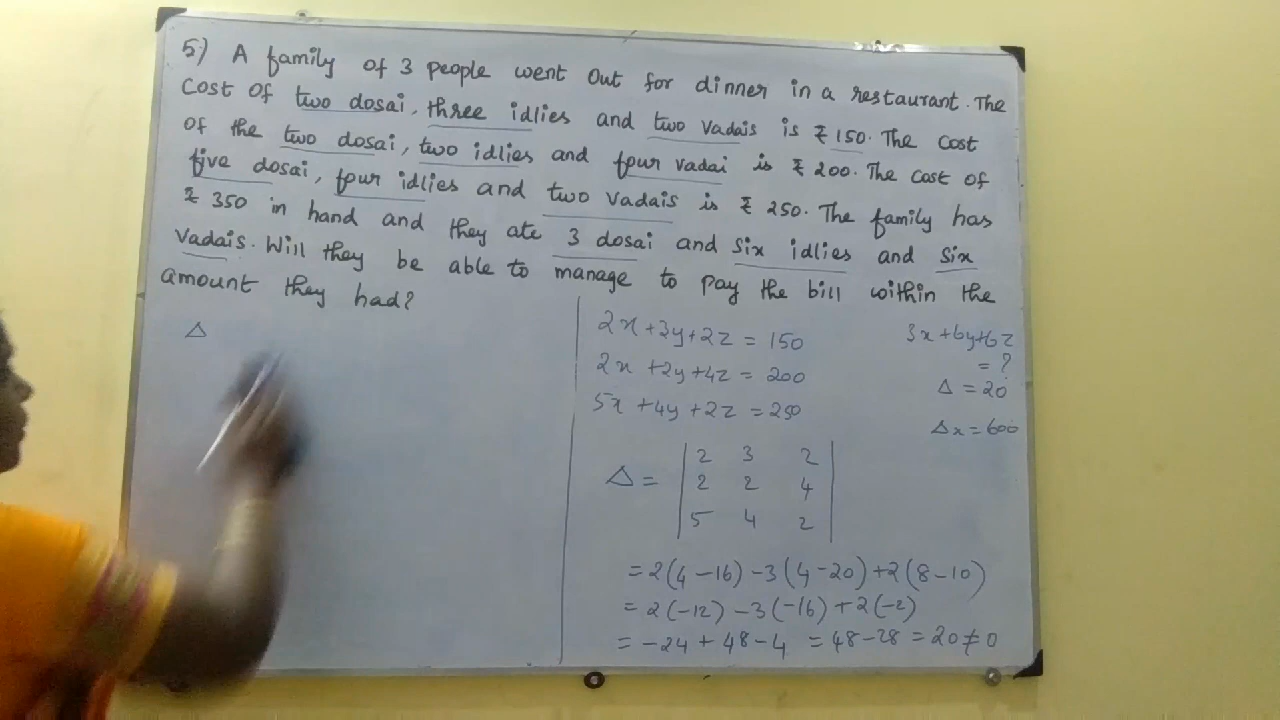 5) A family of 3 people went out for dinner in a restaurant. The
Cost of two dosai, three idlies and two Vadais is ₹ 150. The Cost
of the two dosai, two idlies and four vadai is ₹ 200. The cost of
five dosai, four idlies and two vadais is ₹ 250. The family has
₹ 350 in hand and they ate 3 dosai and Six idlies and Six
Vadais. Will they be able to manage to pay the bill within the
amount they had?
Δ
2x+3y+2z = 150
2x +2y+4z = 200
5x +4y +2z = 250
3x+6y+6z
= ?
Δ = 20
Δx = 600
Δ = | 2 3 2 |
| 2 2 4 |
| 5 4 2 |
= 2(4 -16) -3(4 -20) +2(8 -10)
= 2(-12) -3(-16) +2(-2)
= -24 + 48 - 4 = 48 -28 = 20 ≠ 0